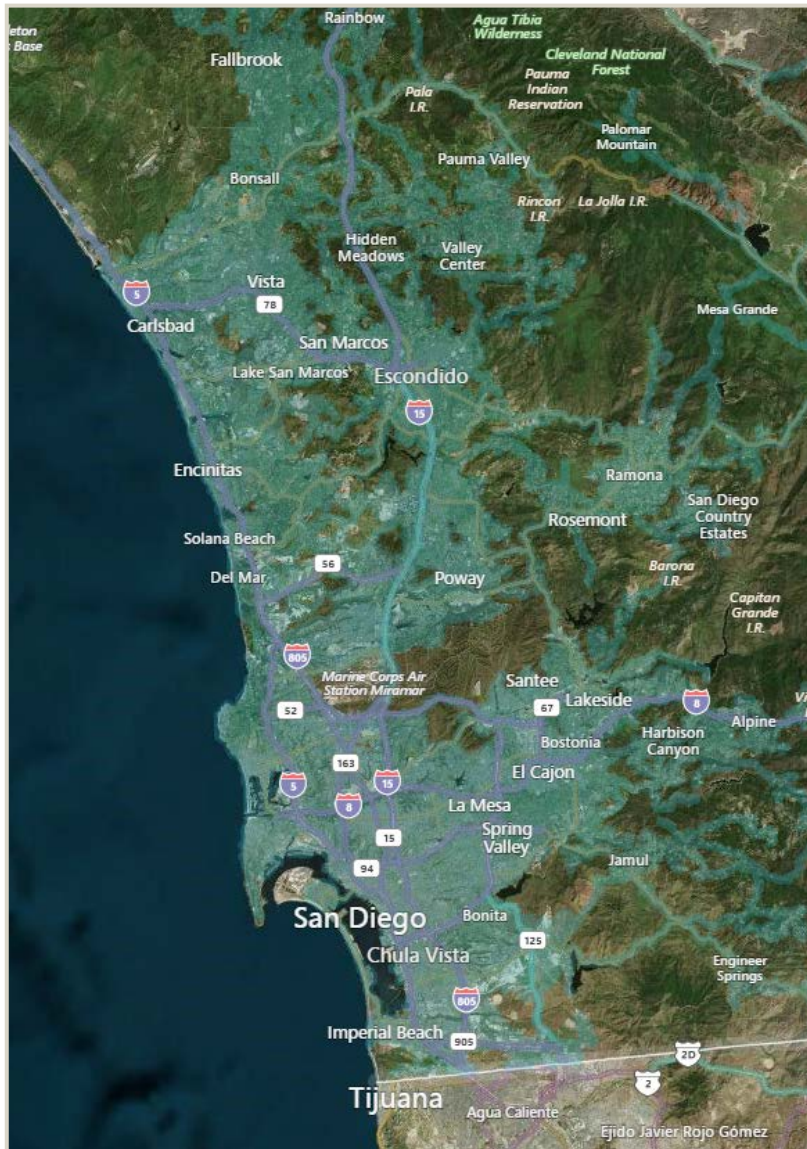 Rainbow
Agua Tibia
Wilderness
s Base
Fallbrook
Cleveland National
Forest
Pala
I.R.
Pauma
Indian
Reservation
Palomar
Mountain
Pauma Valley
Bonsall
Rincon
I.R.
La Jolla I.R.
Hidden
Meadows
Valley
Center
Vista
5
78
Mesa Grande
Carlsbad
San Marcos
Lake San Marcos
Escondido
15
Encinitas
Ramona
San Diego
Country
Estates
Rosemont
Solana Beach
56
Del Mar
Poway
Barona
I.R.
Capitan
Grande
I.R.
805
Marine Corps Air
Station Miramar
Santee
Lakeside
52
67
8
Alpine
Bostonia
Harbison
Canyon
163
El Cajon
5
8
15
La Mesa
15
Spring
Valley
94
Jamul
San Diego
Bonita
125
Chula Vista
Engineer
Springs
805
Imperial Beach
905
2D
2
Tijuana
Agua Caliente
Ejido Javier Rojo Gómez